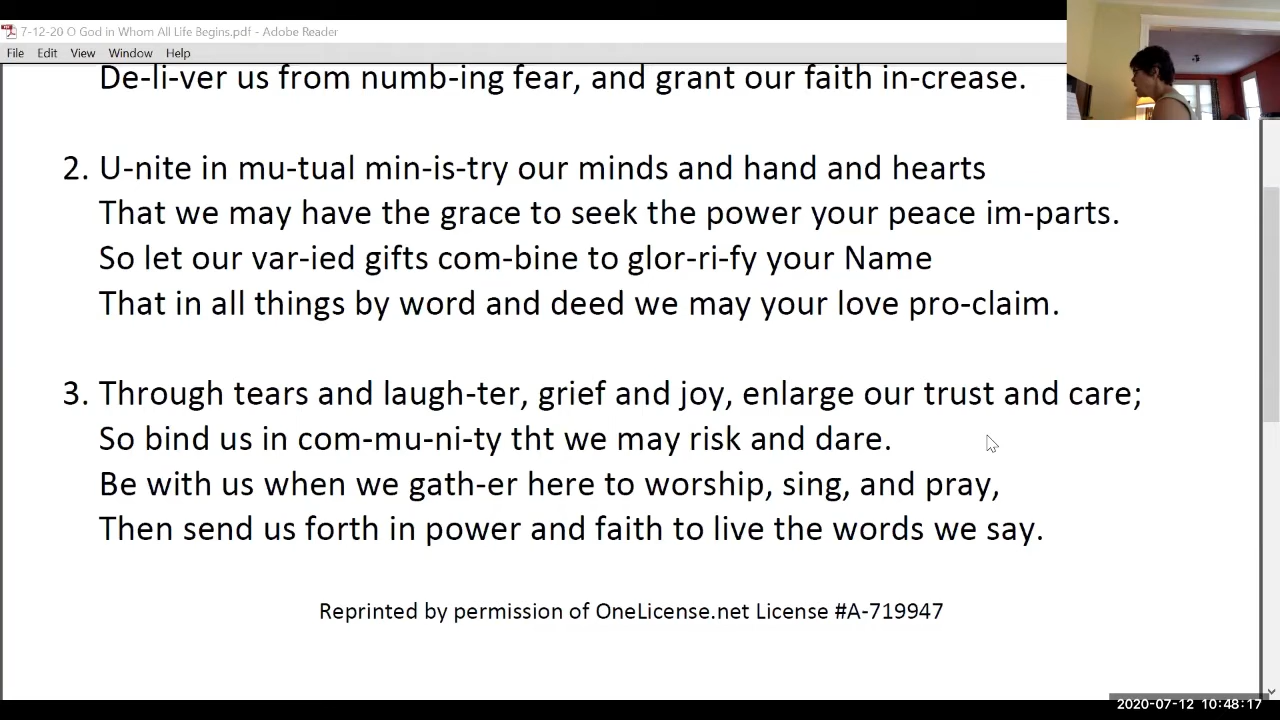 7-12-20 O God in Whom All Life Begins.pdf - Adobe Reader
File Edit View Window Help
De-li-ver us from numb-ing fear, and grant our faith in-crease.
2. U-nite in mu-tual min-is-try our minds and hand and hearts
That we may have the grace to seek the power your peace im-parts.
So let our var-ied gifts com-bine to glor-ri-fy your Name
That in all things by word and deed we may your love pro-claim.
3. Through tears and laugh-ter, grief and joy, enlarge our trust and care;
So bind us in com-mu-ni-ty tht we may risk and dare.
Be with us when we gath-er here to worship, sing, and pray,
Then send us forth in power and faith to live the words we say.
Reprinted by permission of OneLicense.net License #A-719947
2020-07-12 10:48:17